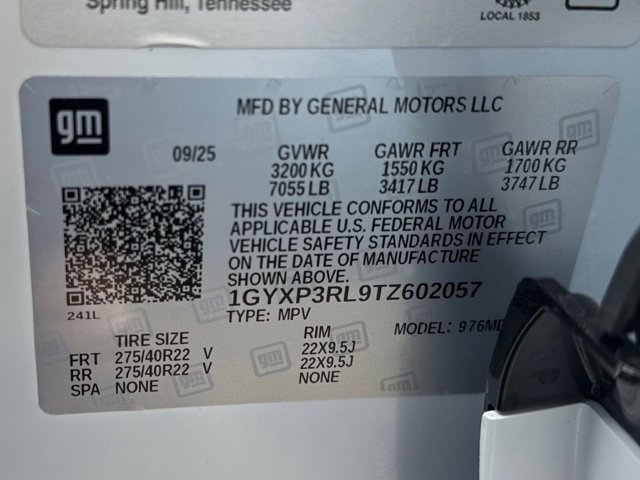 Spring Hill, Tennessee
LOCAL 1853
gm
MFD BY GENERAL MOTORS LLC
09/25 GVWR GAWR FRT GAWR RR
3200 KG 1550 KG 1700 KG
7055 LB 3417 LB 3747 LB
THIS VEHICLE CONFORMS TO ALL
APPLICABLE U.S. FEDERAL MOTOR
VEHICLE SAFETY STANDARDS IN EFFECT
ON THE DATE OF MANUFACTURE
SHOWN ABOVE.
1GYXP3RL9TZ602057
241L
TYPE: MPV MODEL: 976MD
TIRE SIZE RIM
FRT 275/40R22 V 22X9.5J
RR 275/40R22 V 22X9.5J
SPA NONE NONE